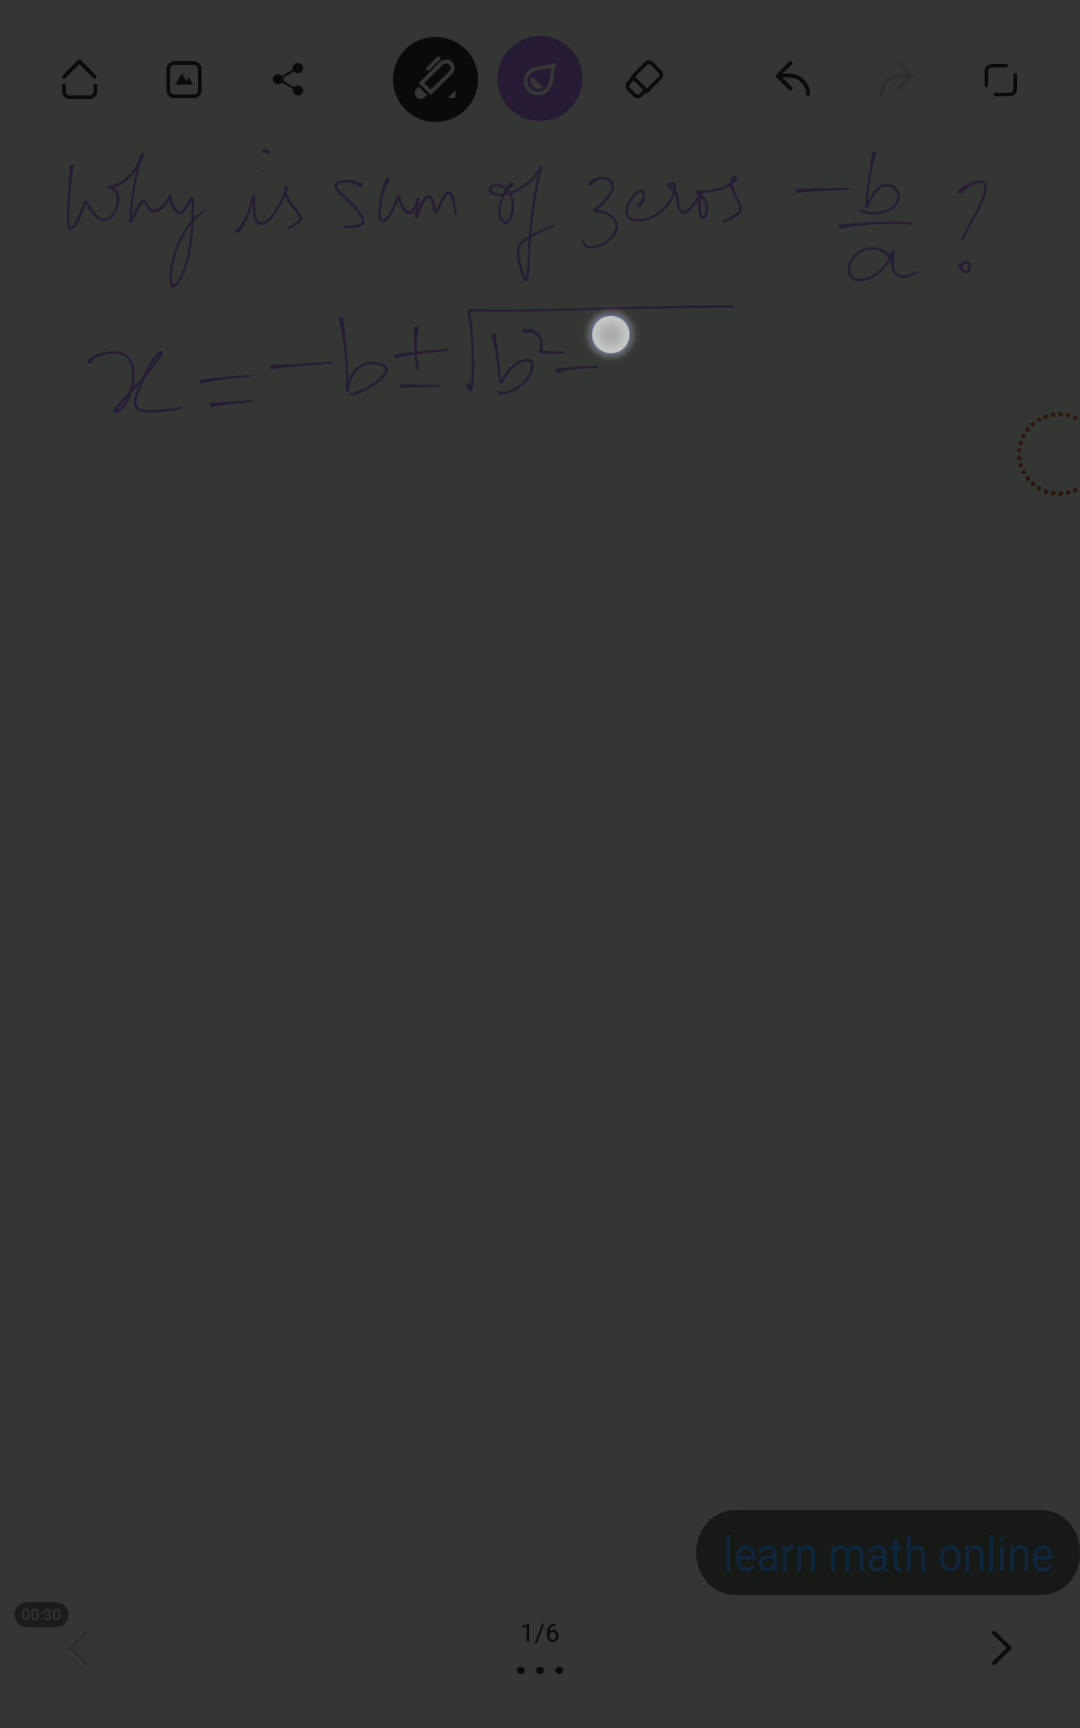 Why is sum of zeros -b/a ?
x = -b ± √b² -
learn math online
00:30
1/6